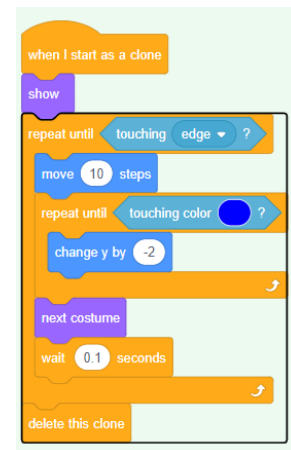 when I start as a clone
show
repeat until touching edge ?
move 10 steps
repeat until touching color ?
change y by -2
next costume
wait 0.1 seconds
delete this clone